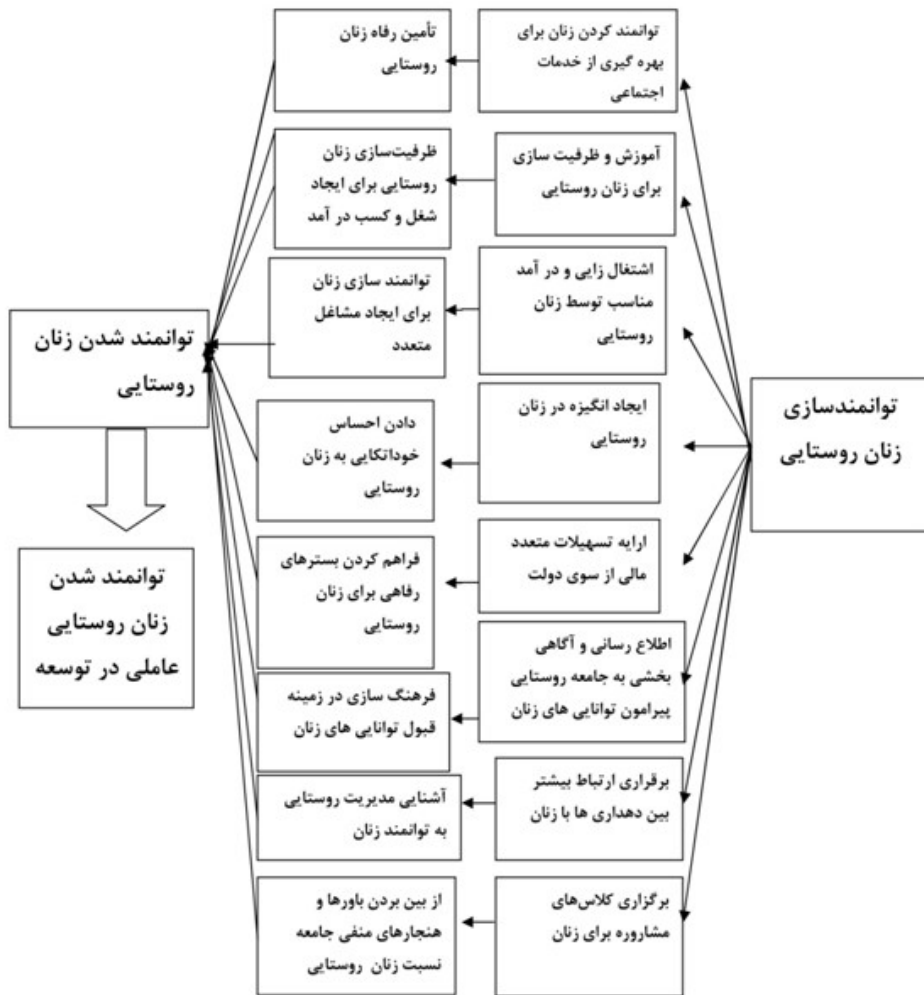 توانمندسازی
زنان روستایی
توانمند کردن زنان برای
بهره گیری از خدمات
اجتماعی
تأمین رفاه زنان
روستایی
آموزش و ظرفیت سازی
برای زنان روستایی
ظرفیت‌سازی زنان
روستایی برای ایجاد
شغل و کسب در آمد
اشتغال زایی و در آمد
مناسب توسط زنان
روستایی
توانمند سازی زنان
برای ایجاد مشاغل
متعدد
ایجاد انگیزه در زنان
روستایی
دادن احساس
خوداتکایی به زنان
روستایی
ارایه تسهیلات متعدد
مالی از سوی دولت
فراهم کردن بسترهای
رفاهی برای زنان
روستایی
اطلاع رسانی و آگاهی
بخشی به جامعه روستایی
پیرامون توانایی های زنان
فرهنگ سازی در زمینه
قبول توانایی های زنان
برقراری ارتباط بیشتر
بین دهداری ها با زنان
آشنایی مدیریت روستایی
به توانمند زنان
برگزاری کلاس‌های
مشاروره برای زنان
از بین بردن باورها و
هنجارهای منفی جامعه
نسبت زنان روستایی
توانمند شدن زنان
روستایی
توانمند شدن
زنان روستایی
عاملی در توسعه